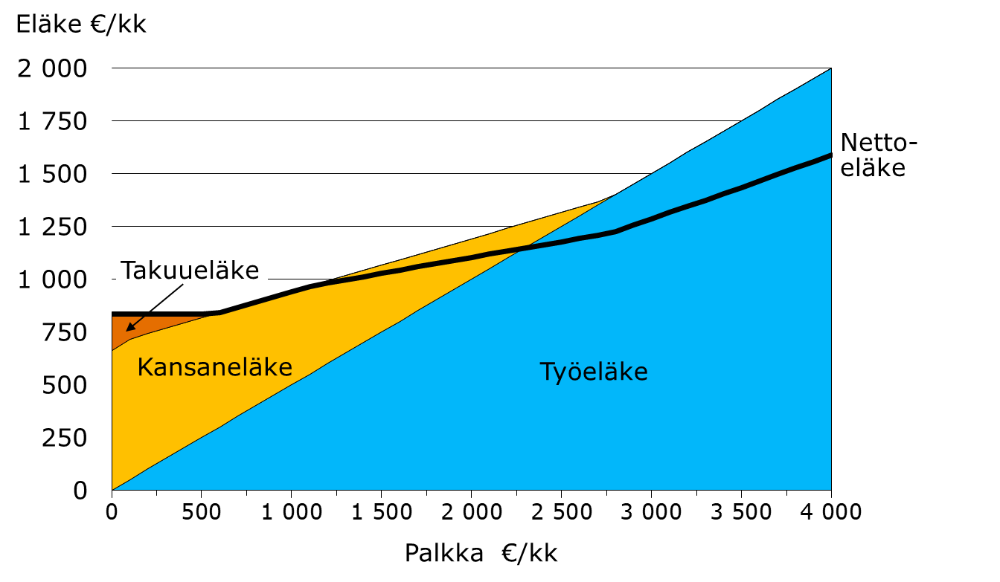 Eläke €/kk
2 000
1 750
1 500
1 250
1 000
750
500
250
0
Takuueläke
Kansaneläke
Työeläke
Netto-
eläke
0 500 1 000 1 500 2 000 2 500 3 000 3 500 4 000
Palkka €/kk